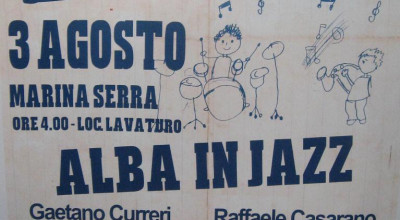 3 AGOSTO
MARINA SERRA
ORE 4.00 - LOC. LAVATURO
ALBA IN JAZZ
Gaetano Curreri
Raffaele Casarano